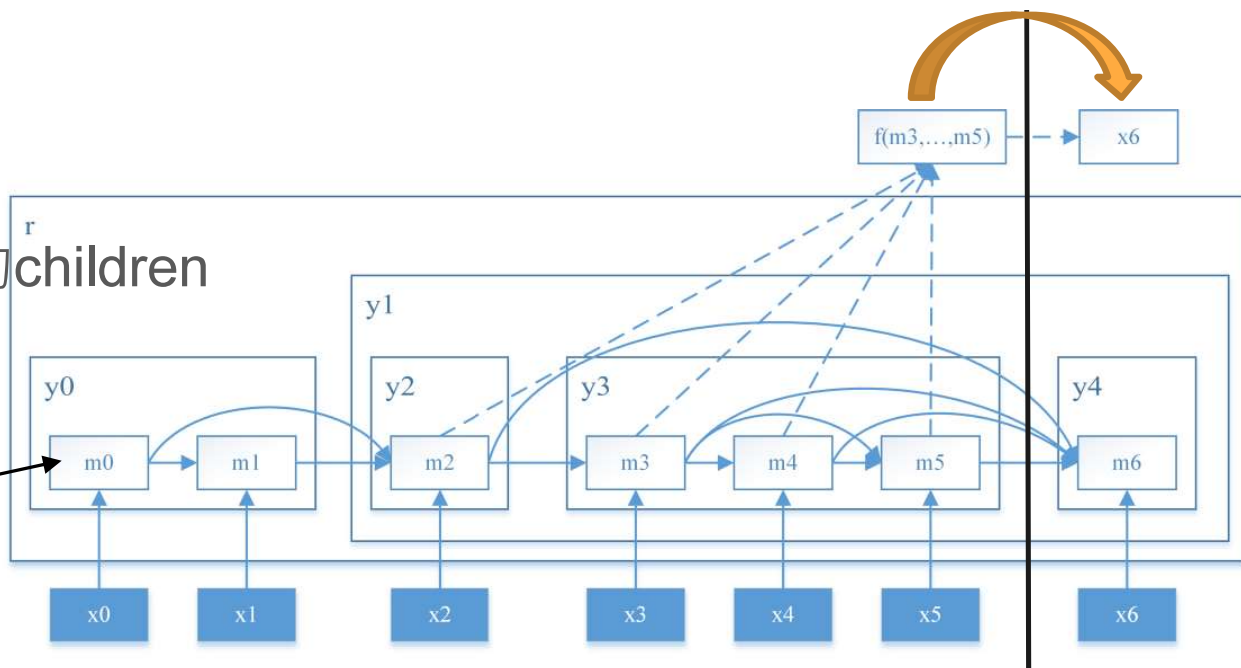 f(m3,...,m5) x6
r
children
y1
y0 y2 y3 y4
m0 m1 m2 m3 m4 m5 m6
x0 x1 x2 x3 x4 x5 x6